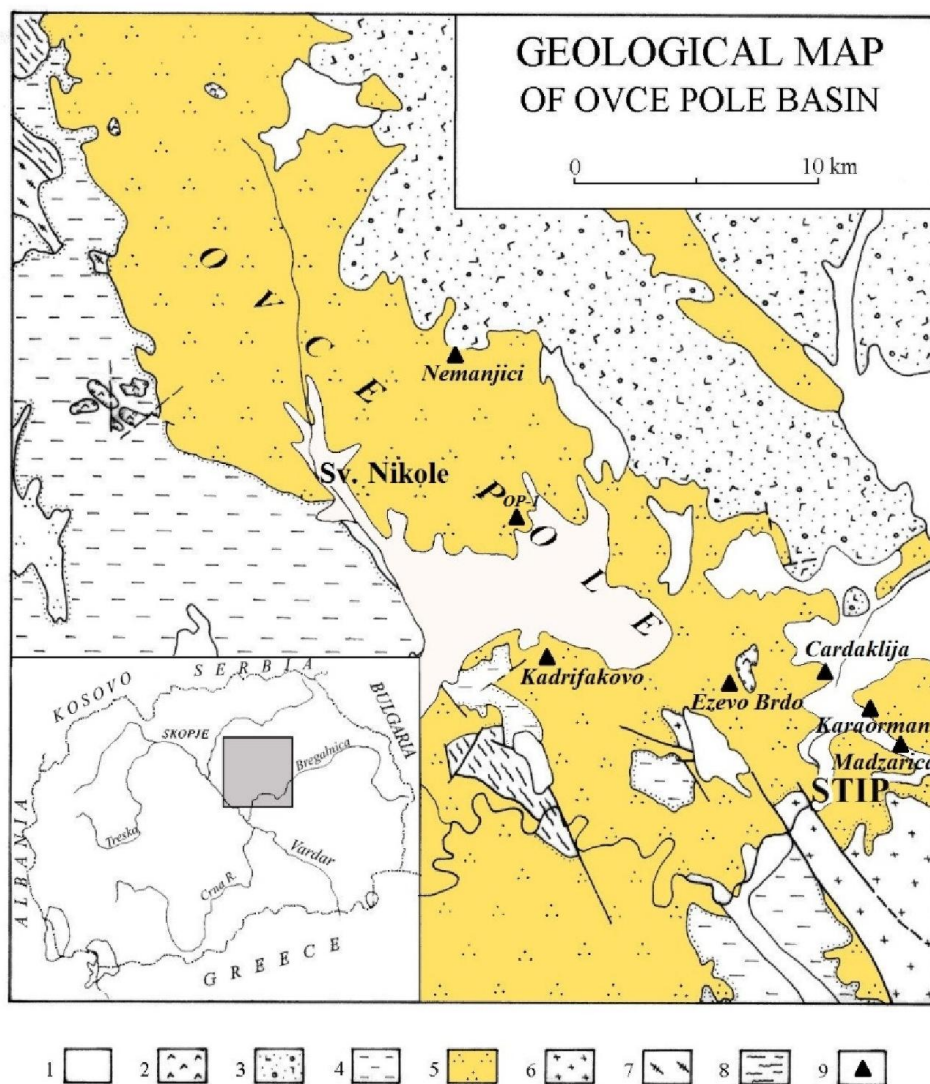 GEOLOGICAL MAP
OF OVCE POLE BASIN
0 10 km
OVCE
Nemanjici
Sv. Nikole
POLE
OP-1
Cardaklija
Kadrifakovo
Ezevo Brdo
Karaorman
Madzarica
STIP
SERBIA
KOSOVO
BULGARIA
SKOPJE
Bregalnica
Treska
Vardar
ALBANIA
Crna R.
GREECE
1 2 3 4 5 6 7 8 9